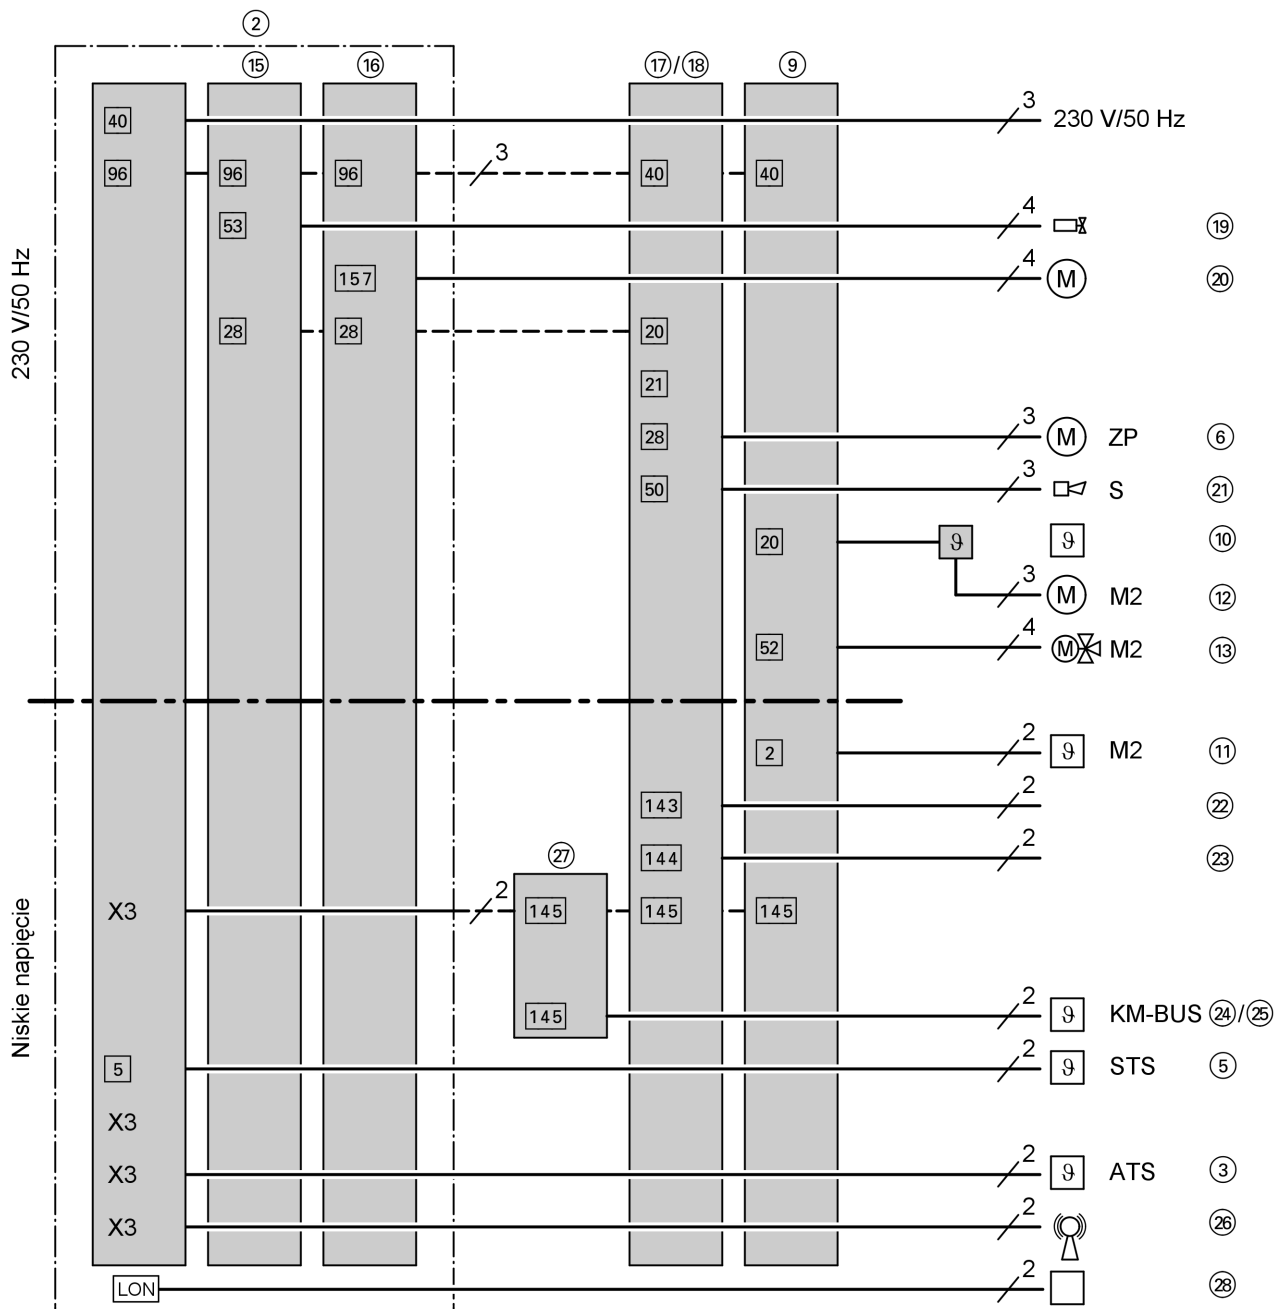 ②
⑮ ⑯ ⑰/⑱ ⑨
40 3 230 V/50 Hz
96 96 96 3 40 40
53 4 ⑲
157 4 M ⑳
28 28 20
21
28 3 M ZP ⑥
50 3 S ㉑
20 ϑ ϑ ⑩
3 M M2 ⑫
52 4 M M2 ⑬
230 V/50 Hz
2 2 ϑ M2 ⑪
143 2 ㉒
144 2 ㉓
㉗
X3 2 145 145 145
145 2 ϑ KM-BUS ㉔/㉕
5 2 ϑ STS ⑤
X3
X3 2 ϑ ATS ③
X3 2 ㉖
LON 2 ㉘
Niskie napięcie